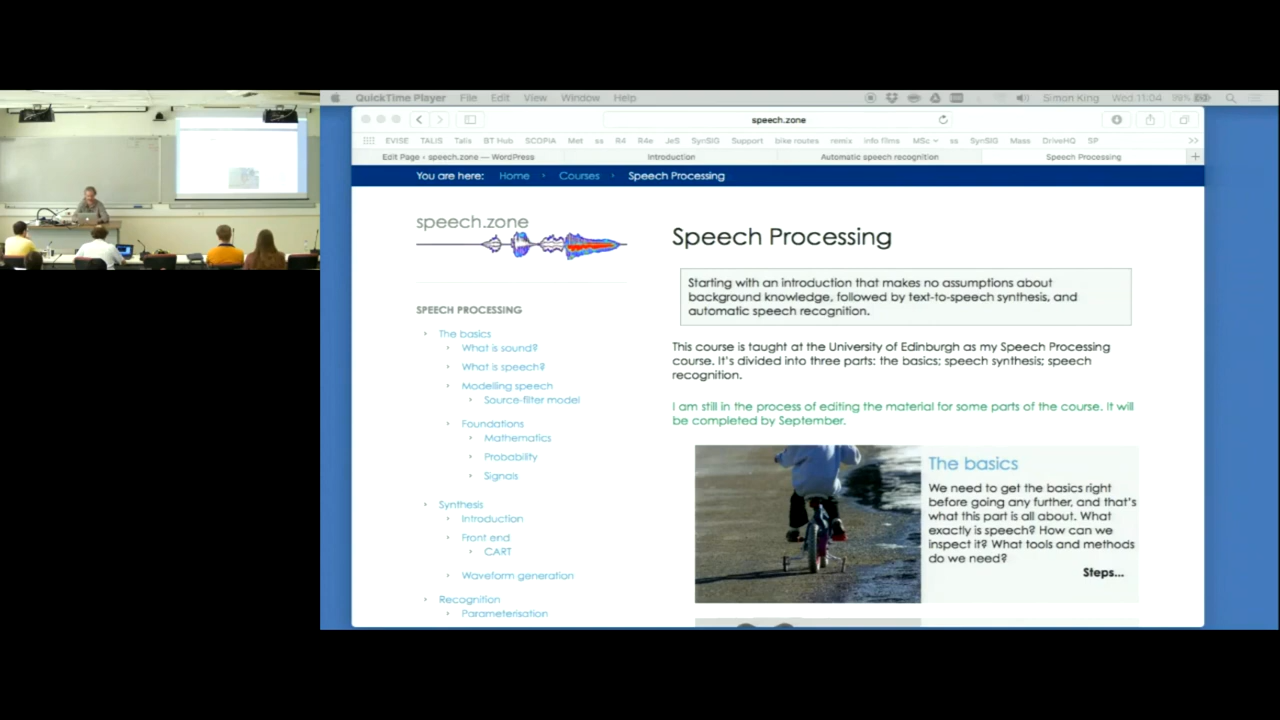 QuickTime Player File Edit View Window Help Simon King Wed 11:04 98%
speech.zone
EVISE TALIS Talis BT Hub SCOPIA Met ss R4 R4e JeS SynSIG Support bike routes remix info films MSc ss SynSIG Mass DriveHQ SP
Edit Page ‹ speech.zone — WordPress Introduction Automatic speech recognition Speech Processing
You are here: Home Courses Speech Processing
speech.zone
SPEECH PROCESSING
The basics
What is sound?
What is speech?
Modelling speech
Source-filter model
Foundations
Mathematics
Probability
Signals
Synthesis
Introduction
Front end
CART
Waveform generation
Recognition
Parameterisation
Speech Processing
Starting with an introduction that makes no assumptions about
background knowledge, followed by text-to-speech synthesis, and
automatic speech recognition.
This course is taught at the University of Edinburgh as my Speech Processing
course. It's divided into three parts: the basics; speech synthesis; speech
recognition.
I am still in the process of editing the material for some parts of the course. It will
be completed by September.
The basics
We need to get the basics right
before going any further, and that's
what this part is all about. What
exactly is speech? How can we
inspect it? What tools and methods
do we need?
Steps...